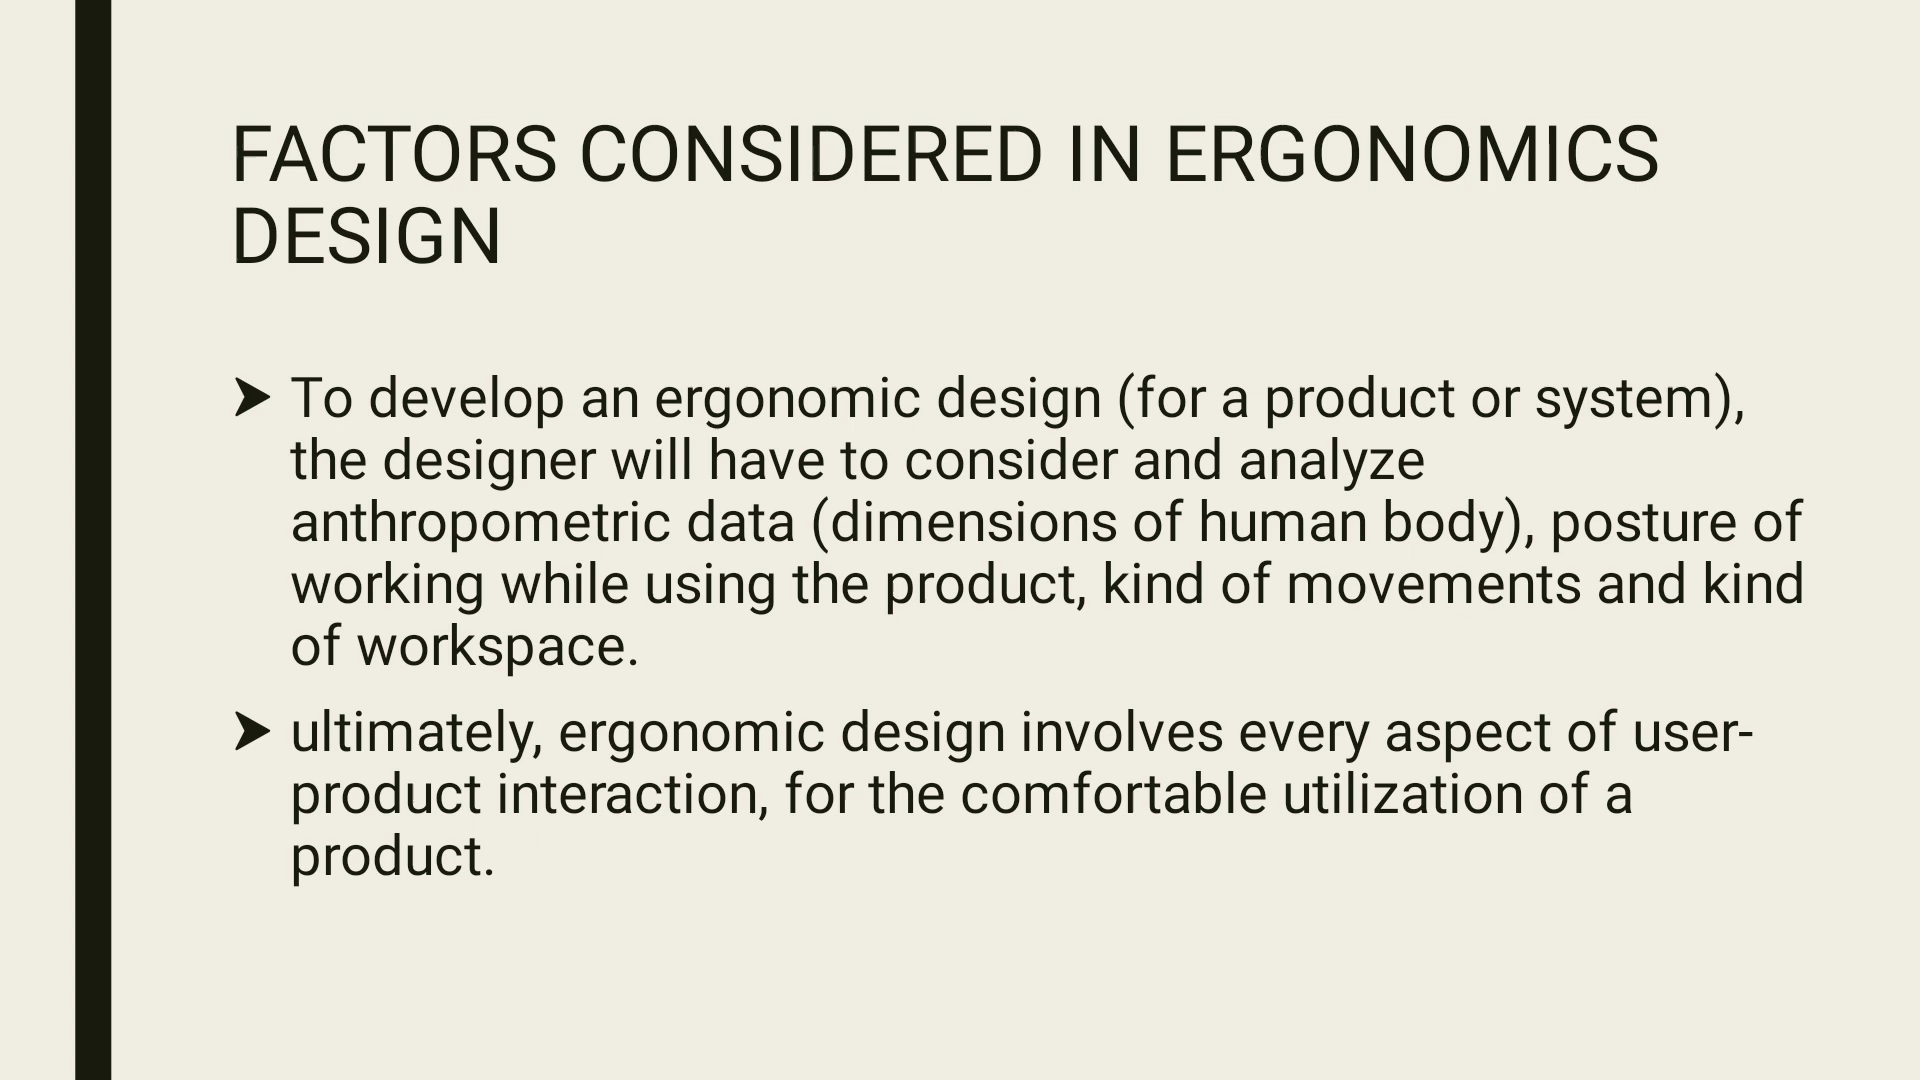 FACTORS CONSIDERED IN ERGONOMICS
DESIGN
➤ To develop an ergonomic design (for a product or system),
the designer will have to consider and analyze
anthropometric data (dimensions of human body), posture of
working while using the product, kind of movements and kind
of workspace.
➤ ultimately, ergonomic design involves every aspect of user-
product interaction, for the comfortable utilization of a
product.